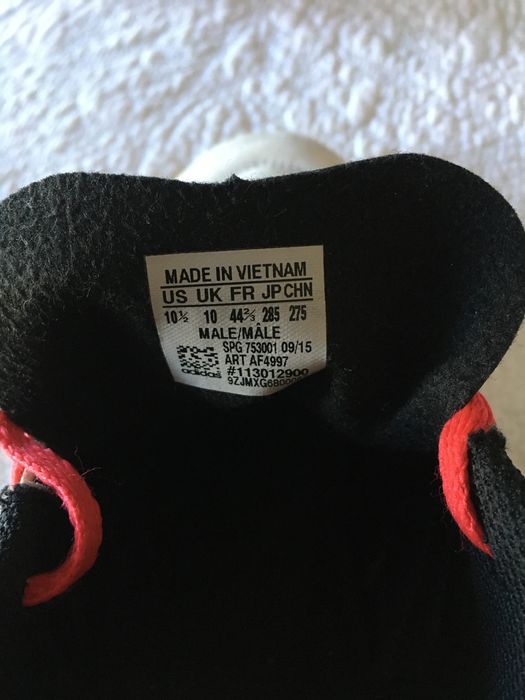 MADE IN VIETNAM
US UK FR JP CHN
10½ 10 44⅔ 285 275
MALE/MÂLE
SPG 753001 09/15
ART AF4997
adidas #113012900